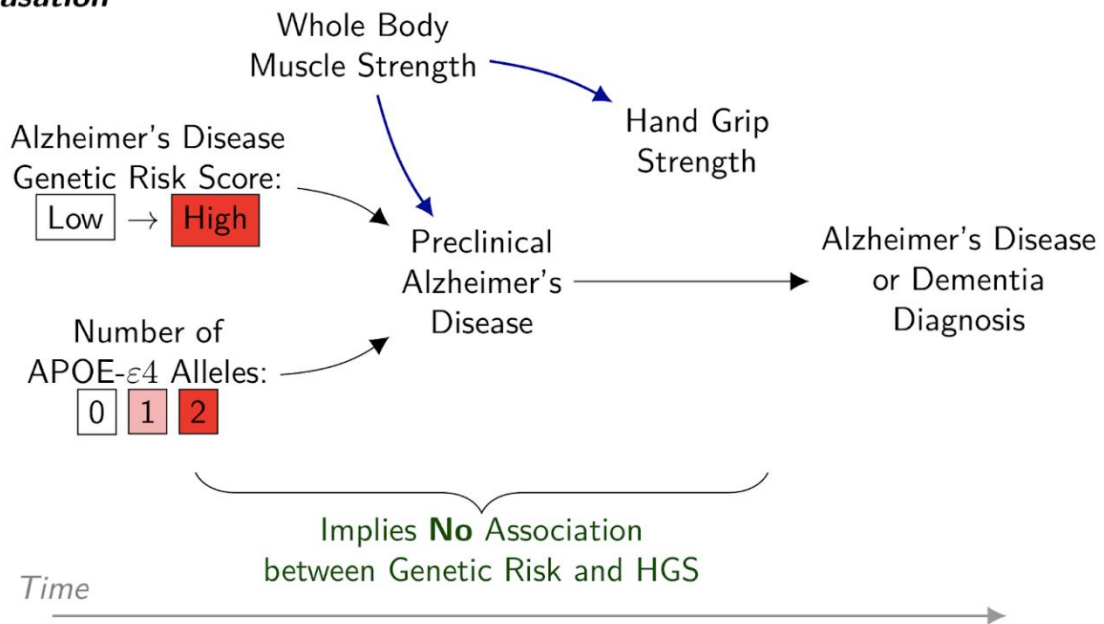 Whole Body
Muscle Strength
Hand Grip
Strength
Alzheimer's Disease
Genetic Risk Score:
Low → High
Preclinical
Alzheimer's
Disease
Alzheimer's Disease
or Dementia
Diagnosis
Number of
APOE-ε4 Alleles:
0 1 2
Implies No Association
between Genetic Risk and HGS
Time